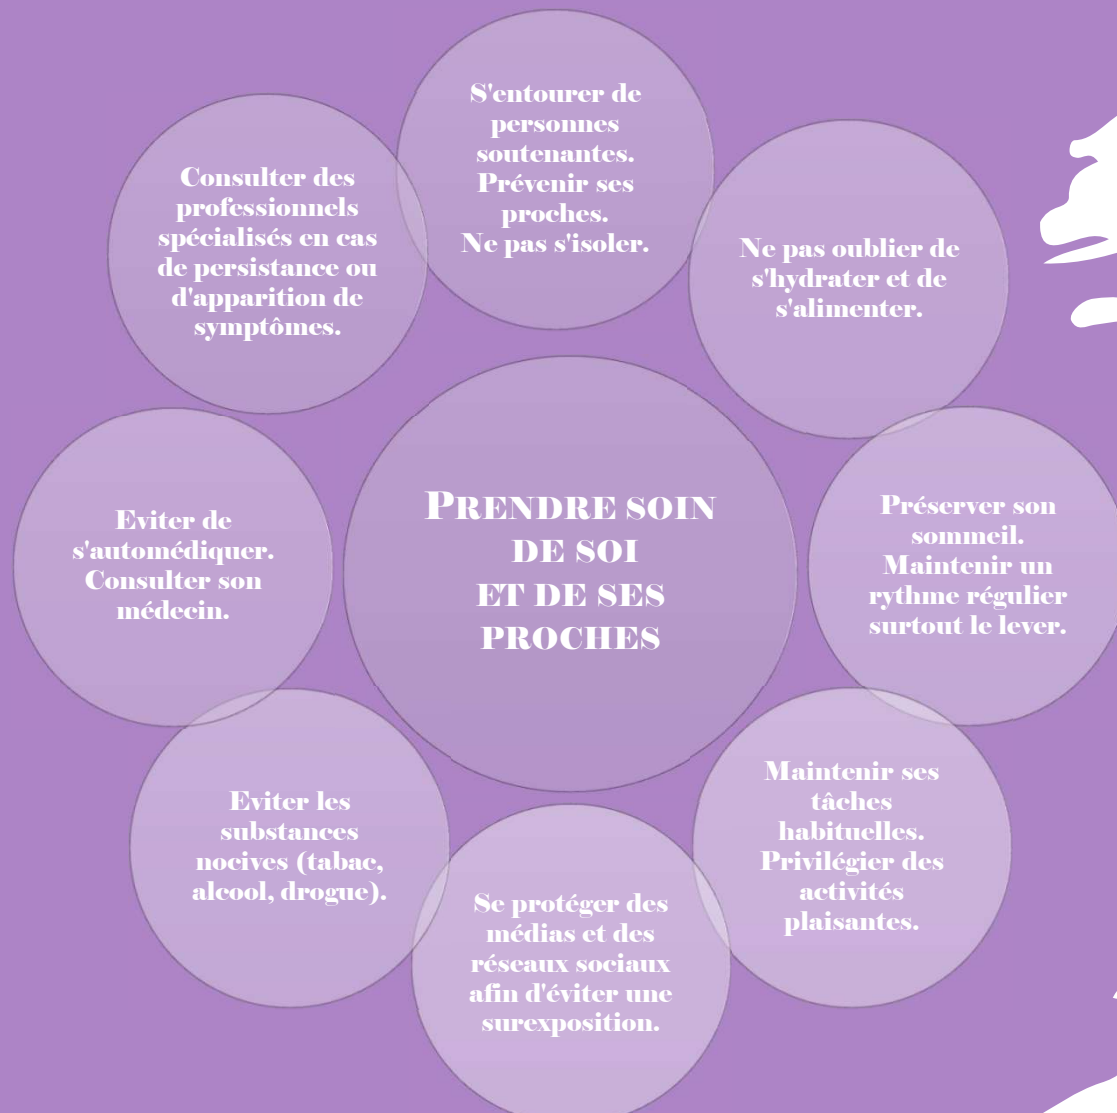 S'entourer de
personnes
soutenantes.
Prévenir ses
proches.
Ne pas s'isoler.
Ne pas oublier de
s'hydrater et de
s'alimenter.
Préserver son
sommeil.
Maintenir un
rythme régulier
surtout le lever.
Maintenir ses
tâches
habituelles.
Privilégier des
activités
plaisantes.
Se protéger des
médias et des
réseaux sociaux
afin d'éviter une
surexposition.
Eviter les
substances
nocives (tabac,
alcool, drogue).
Eviter de
s'automédiquer.
Consulter son
médecin.
Consulter des
professionnels
spécialisés en cas
de persistance ou
d'apparition de
symptômes.
PRENDRE SOIN
DE SOI
ET DE SES
PROCHES